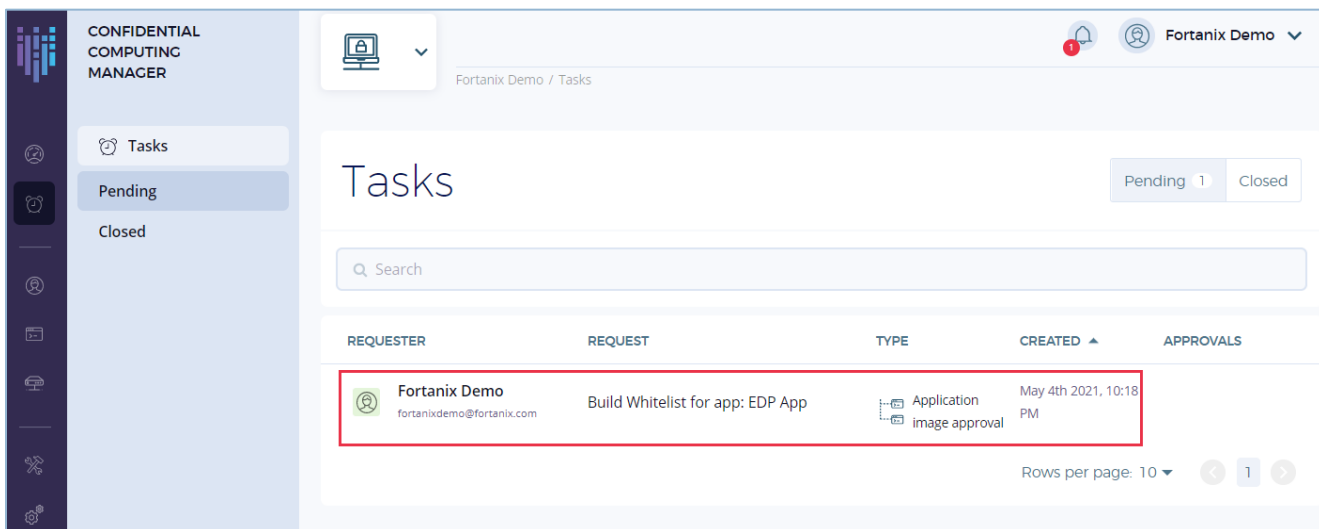 CONFIDENTIAL
COMPUTING
MANAGER
Tasks
Pending
Closed
1
Fortanix Demo
Fortanix Demo / Tasks
Tasks
Pending 1 Closed
Search
REQUESTER REQUEST TYPE CREATED APPROVALS
Fortanix Demo
fortanixdemo@fortanix.com
Build Whitelist for app: EDP App
Application
image approval
May 4th 2021, 10:18
PM
Rows per page: 10 1